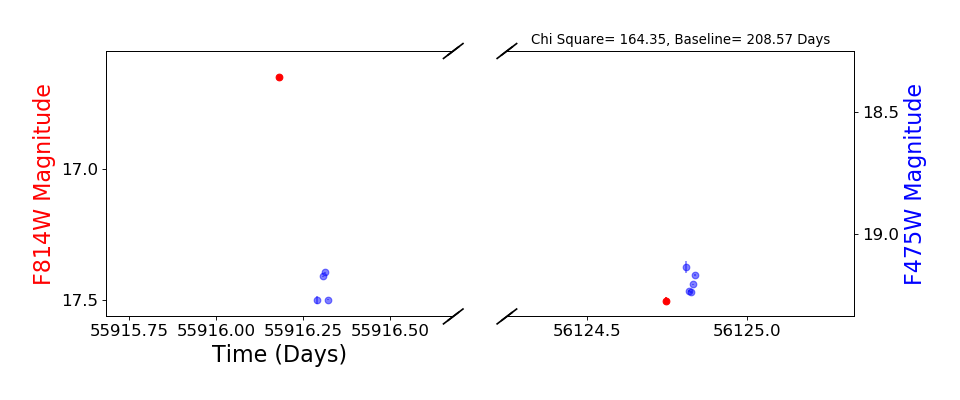 Chi Square= 164.35, Baseline= 208.57 Days
F814W Magnitude
17.0
17.5
18.5
19.0
F475W Magnitude
55915.75 55916.00 55916.25 55916.50 56124.5 56125.0
Time (Days)